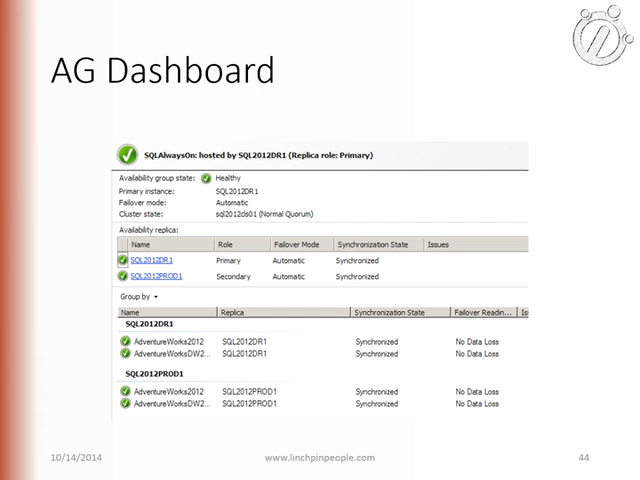 AG Dashboard
SQLAlwaysOn: hosted by SQL2012DR1 (Replica role: Primary)
Availability group state: Healthy
Primary instance: SQL2012DR1
Failover mode: Automatic
Cluster state: sql2012cls01 (Normal Quorum)
Availability replica:
Name Role Failover Mode Synchronization State Issues
SQL2012DR1 Primary Automatic Synchronized
SQL2012PROD1 Secondary Automatic Synchronized
Group by
Name Replica Synchronization State Failover Readin... Is
SQL2012DR1
AdventureWorks2012 SQL2012DR1 Synchronized No Data Loss
AdventureWorksDW2... SQL2012DR1 Synchronized No Data Loss
SQL2012PROD1
AdventureWorks2012 SQL2012PROD1 Synchronized No Data Loss
AdventureWorksDW2... SQL2012PROD1 Synchronized No Data Loss
10/14/2014 www.linchpinpeople.com 44